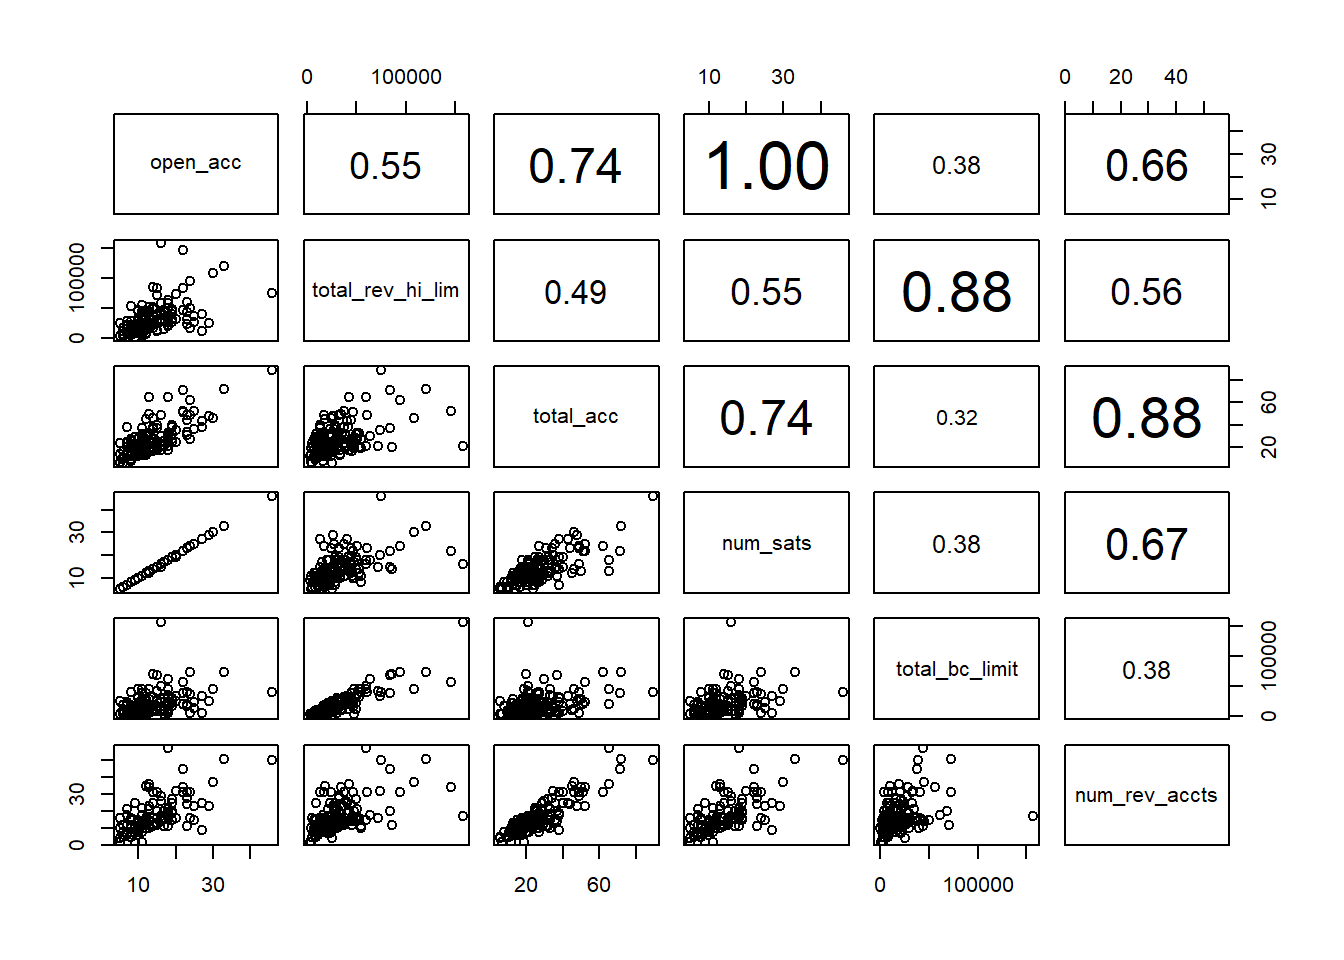 0 100000 10 30 0 20 40
open_acc 0.55 0.74 1.00 0.38 0.66 10 30
0 100000 total_rev_hi_lim 0.49 0.55 0.88 0.56
total_acc 0.74 0.32 0.88 20 60
10 30 num_sats 0.38 0.67
total_bc_limit 0.38 0 100000
0 30 num_rev_accts
10 30 20 60 0 100000